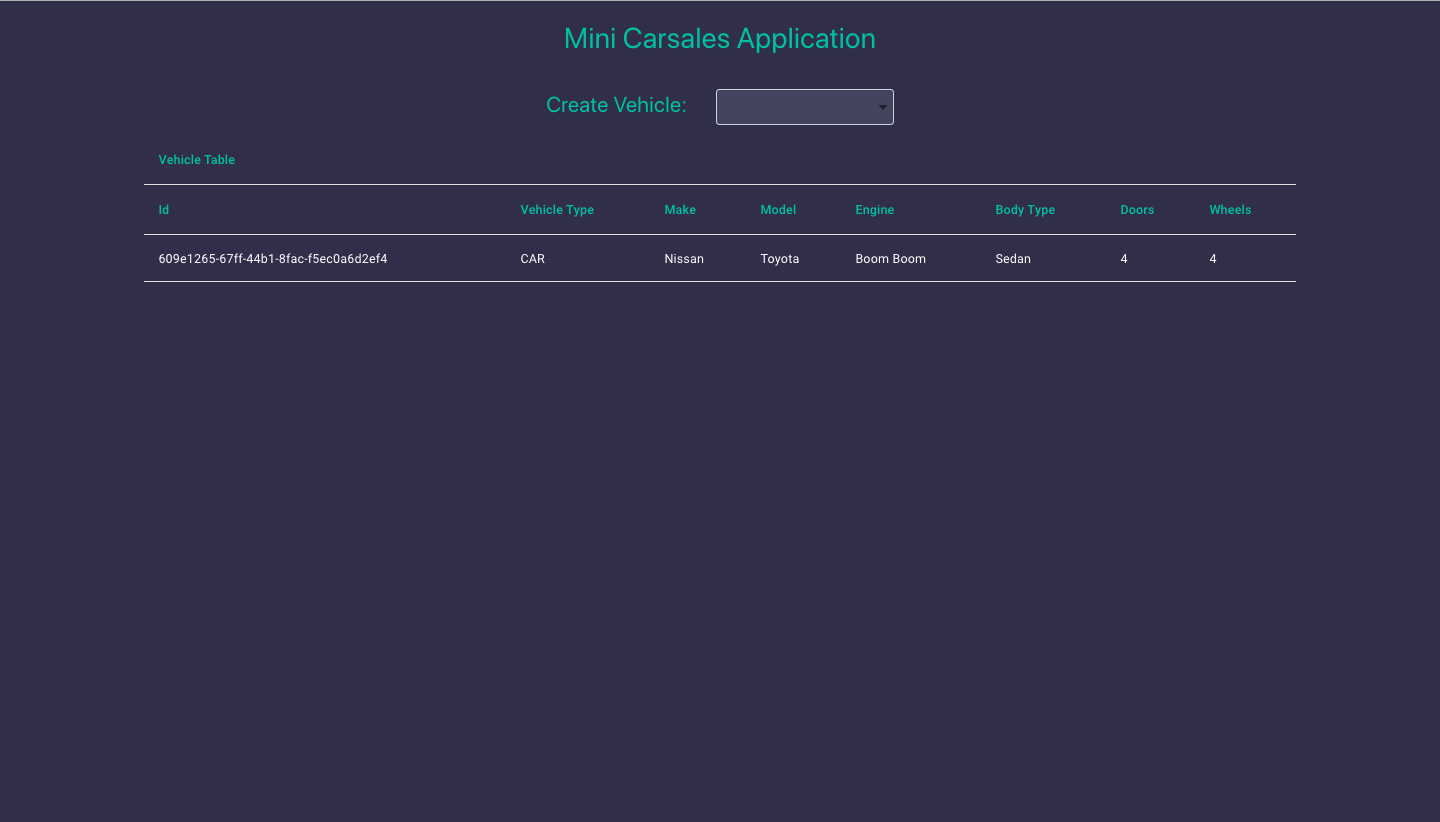 Mini Carsales Application
Create Vehicle:
Vehicle Table
Id Vehicle Type Make Model Engine Body Type Doors Wheels
609e1265-67ff-44b1-8fac-f5ec0a6d2ef4 CAR Nissan Toyota Boom Boom Sedan 4 4